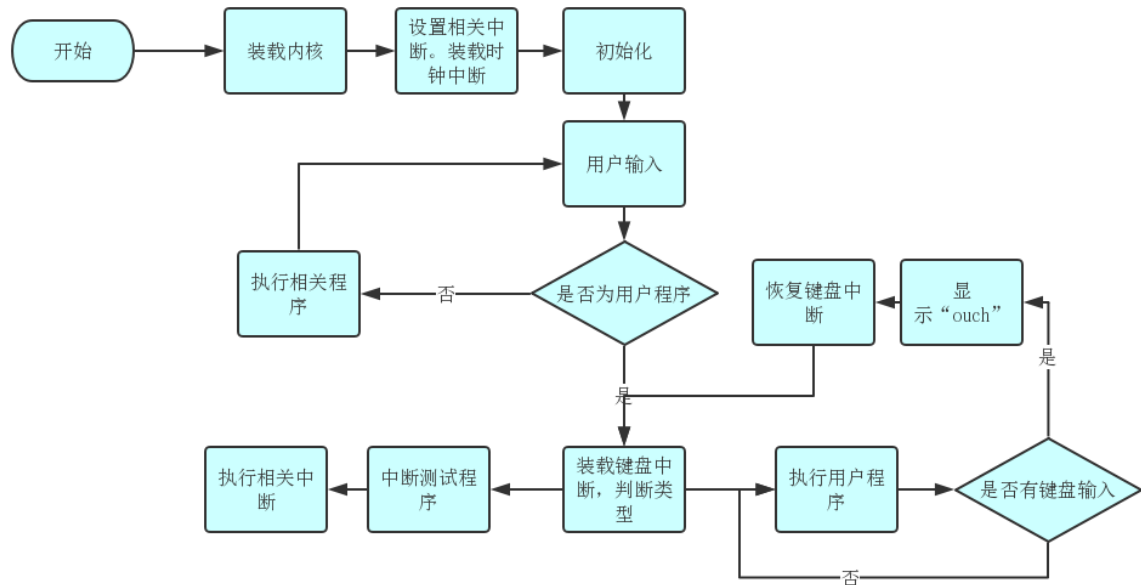 开始
装载内核
设置相关中
断。装载时
钟中断
初始化
用户输入
执行相关程
序
否
是否为用户程序
恢复键盘中
断
显
示“ouch”
是
是
执行相关中
断
中断测试程
序
装载键盘中
断，判断类
型
执行用户程
序
是否有键盘输入
否